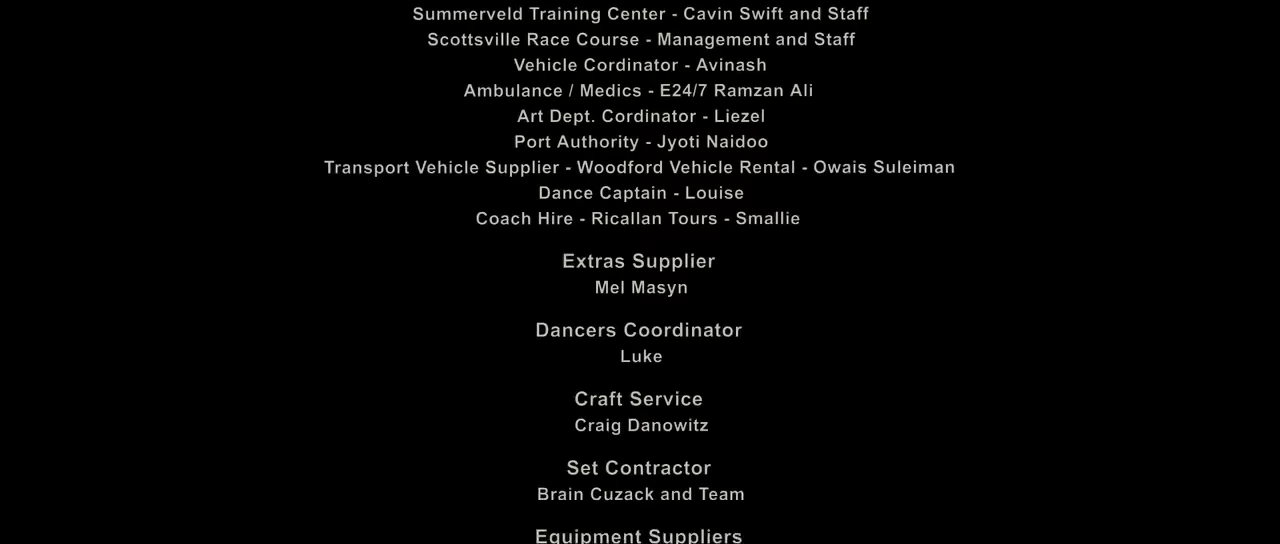 Summerveld Training Center - Cavin Swift and Staff
Scottsville Race Course - Management and Staff
Vehicle Cordinator - Avinash
Ambulance / Medics - E24/7 Ramzan Ali
Art Dept. Cordinator - Liezel
Port Authority - Jyoti Naidoo
Transport Vehicle Supplier - Woodford Vehicle Rental - Owais Suleiman
Dance Captain - Louise
Coach Hire - Ricallan Tours - Smallie
Extras Supplier
Mel Masyn
Dancers Coordinator
Luke
Craft Service
Craig Danowitz
Set Contractor
Brain Cuzack and Team
Equipment Suppliers